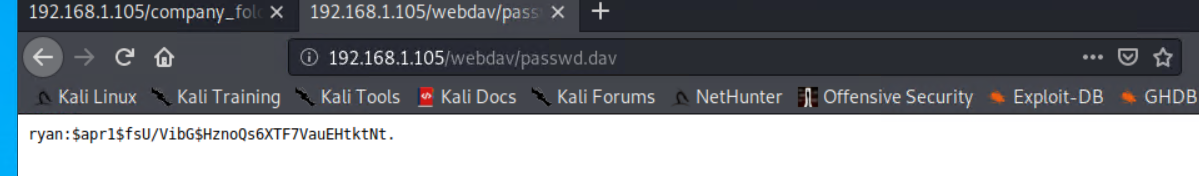 192.168.1.105/company_folc
192.168.1.105/webdav/pass
192.168.1.105/webdav/passwd.dav
Kali Linux Kali Training Kali Tools Kali Docs Kali Forums NetHunter Offensive Security Exploit-DB GHDB
ryan:$apr1$fsU/VibG$HznoQs6XTF7VauEHtktNt.